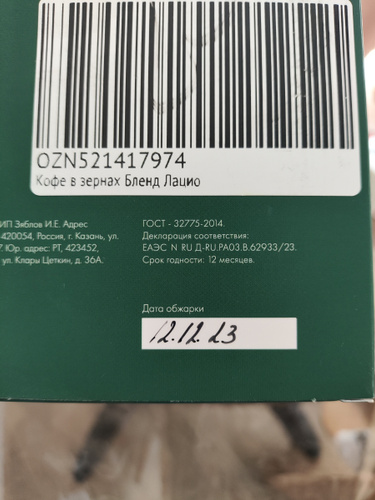 OZN521417974
Кофе в зернах Бленд Лацио
ИП Зяблов И.Е. Адрес
420054, Россия, г. Казань, ул.
Юр. адрес: РТ, 423452,
ул. Клары Цеткин, д. 36А.
ГОСТ - 32775-2014.
Декларация соответствия:
ЕАЭС N RU Д-RU.РА03.В.62933/23.
Срок годности: 12 месяцев.
Дата обжарки
12.12.23